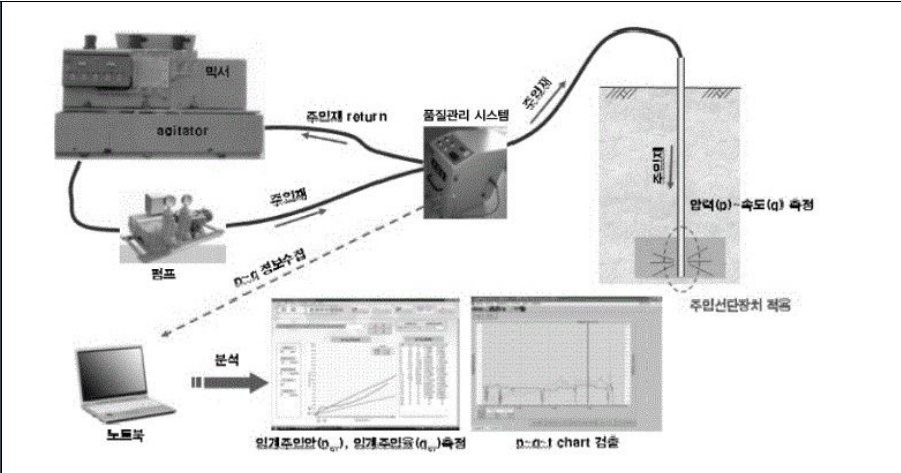 믹서
agitator
주입재 return
품질관리 시스템
주입재
주입재
주입재
압력(p)~속도(q) 측정
펌프
p~q 정보수집
주입선단장치 적용
분석
노트북
임계주입압(pcr), 임계주입율(qcr)측정
p~q~t chart 검출